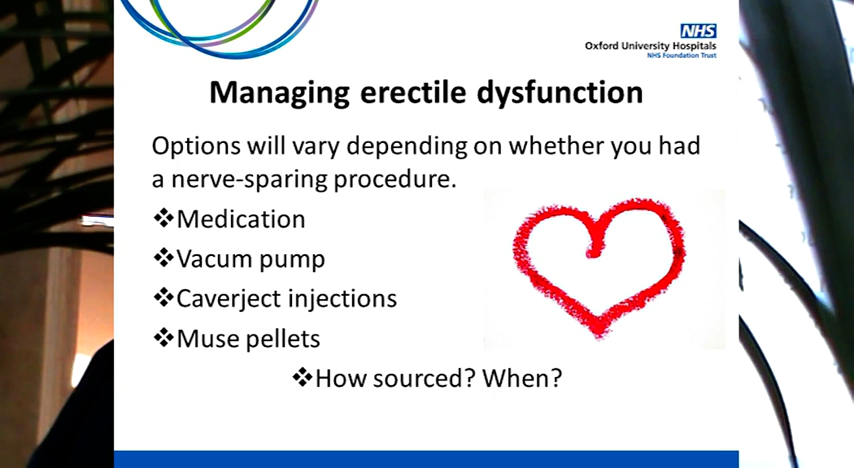 NHS
Oxford University Hospitals
NHS Foundation Trust
Managing erectile dysfunction
Options will vary depending on whether you had
a nerve-sparing procedure.
❖Medication
❖Vacum pump
❖Caverject injections
❖Muse pellets
❖How sourced? When?